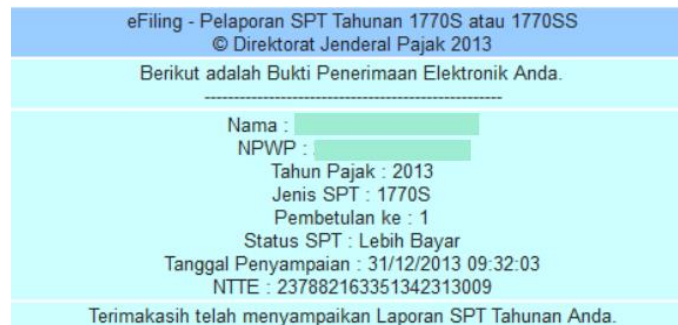 eFiling - Pelaporan SPT Tahunan 1770S atau 1770SS
© Direktorat Jenderal Pajak 2013
Berikut adalah Bukti Penerimaan Elektronik Anda.
--------------------------------------------------
Nama :
NPWP :
Tahun Pajak : 2013
Jenis SPT : 1770S
Pembetulan ke : 1
Status SPT : Lebih Bayar
Tanggal Penyampaian : 31/12/2013 09:32:03
NTTE : 237882163351342313009
Terimakasih telah menyampaikan Laporan SPT Tahunan Anda.